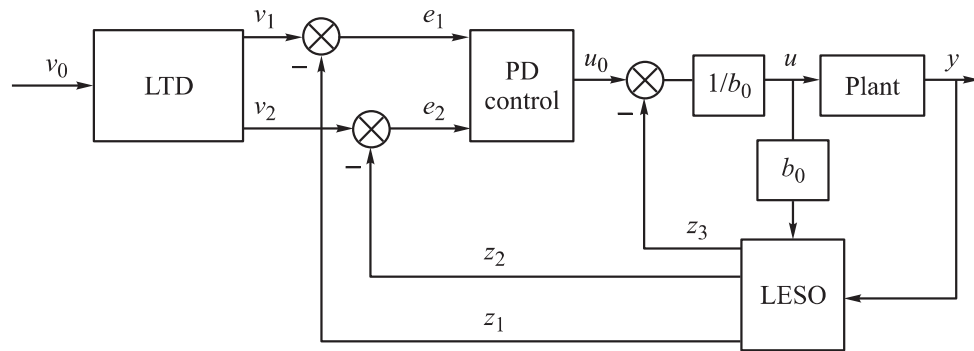 v₁
e₁
v₀
LTD
−
PD
control
u₀
1/b₀
u
Plant
y
v₂
e₂
−
−
b₀
z₃
z₂
LESO
z₁